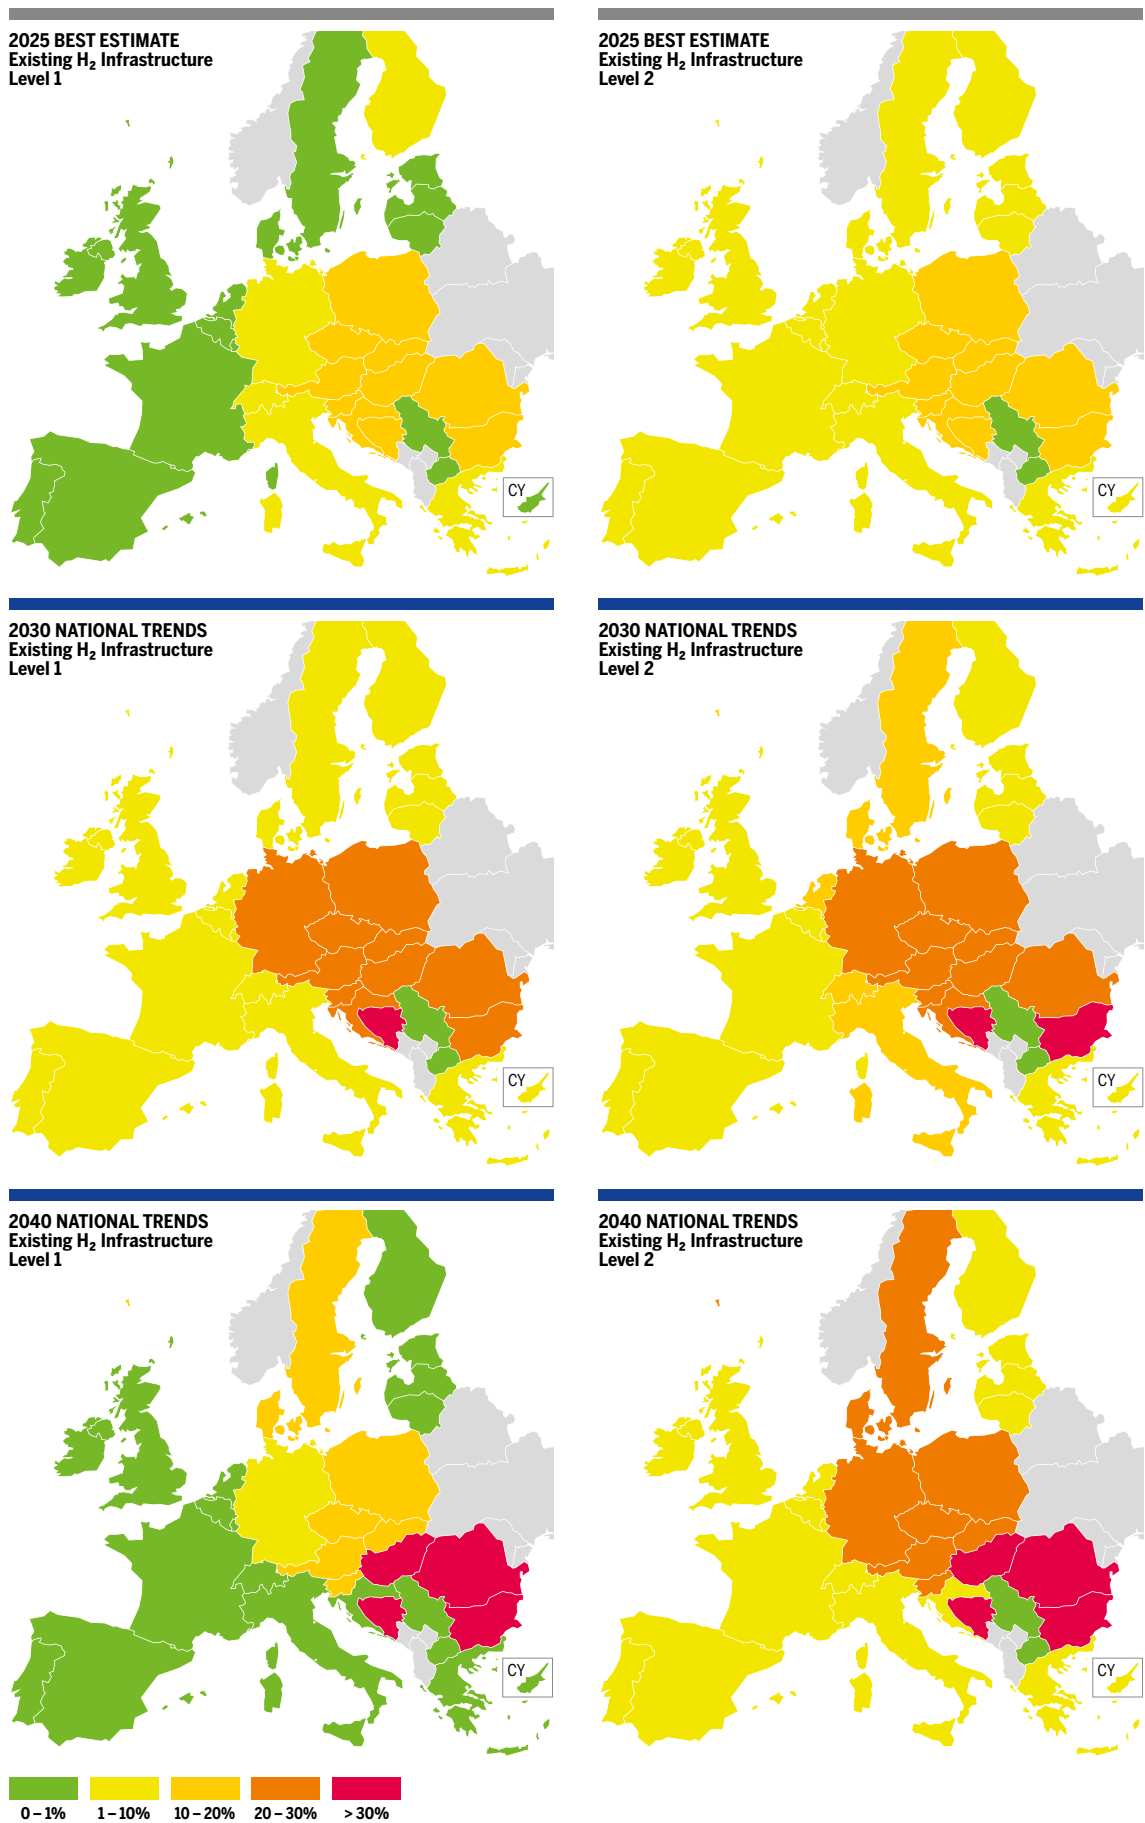 2025 BEST ESTIMATE
Existing H₂ Infrastructure
Level 1
CY
2025 BEST ESTIMATE
Existing H₂ Infrastructure
Level 2
CY
2030 NATIONAL TRENDS
Existing H₂ Infrastructure
Level 1
CY
2030 NATIONAL TRENDS
Existing H₂ Infrastructure
Level 2
CY
2040 NATIONAL TRENDS
Existing H₂ Infrastructure
Level 1
CY
2040 NATIONAL TRENDS
Existing H₂ Infrastructure
Level 2
CY
0 – 1% 1 – 10% 10 – 20% 20 – 30% > 30%